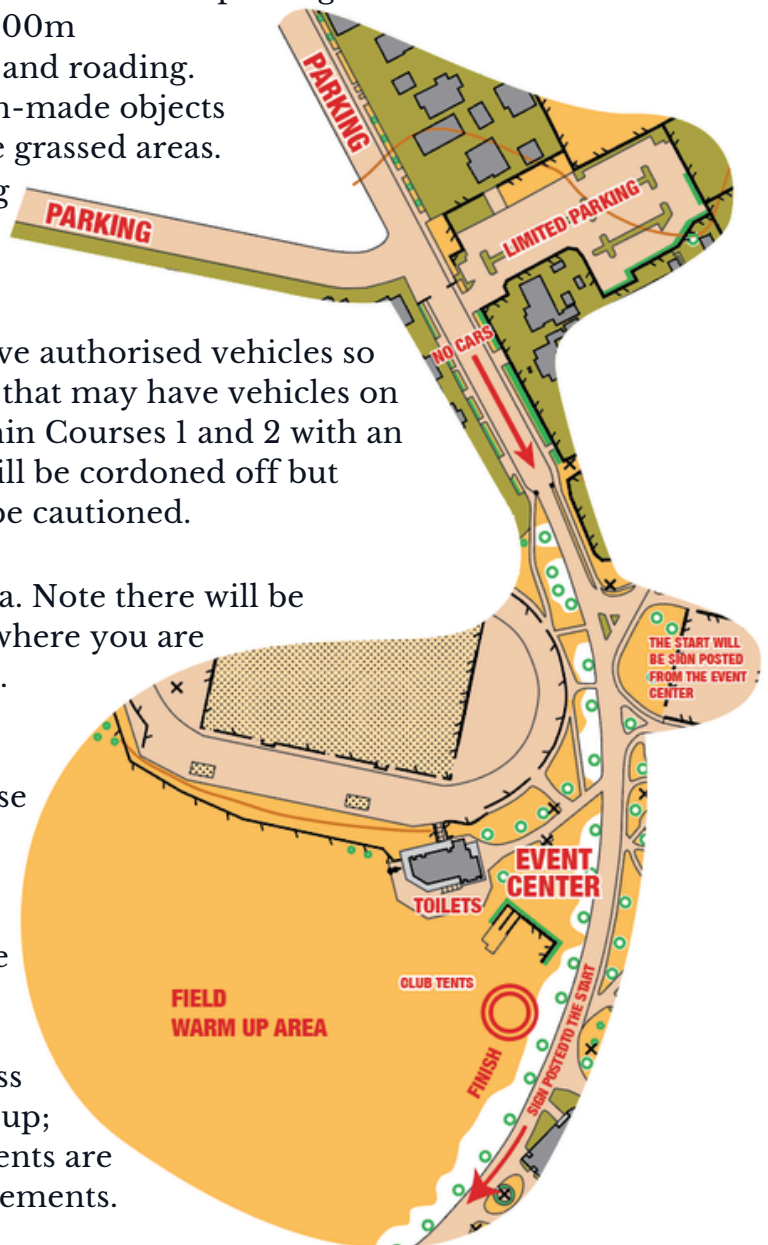 00m
and roading.
n-made objects
e grassed areas.
g
ve authorised vehicles so
that may have vehicles on
in Courses 1 and 2 with an
ill be cordoned off but
be cautioned.
a. Note there will be
where you are
.
se
e
ss
up;
ents are
ements.
PARKING
PARKING
LIMITED PARKING
NO CARS
THE START WILL
BE SIGN POSTED
FROM THE EVENT
CENTER
EVENT
CENTER
TOILETS
CLUB TENTS
FIELD
WARM UP AREA
FINISH
SIGN POSTED TO THE START